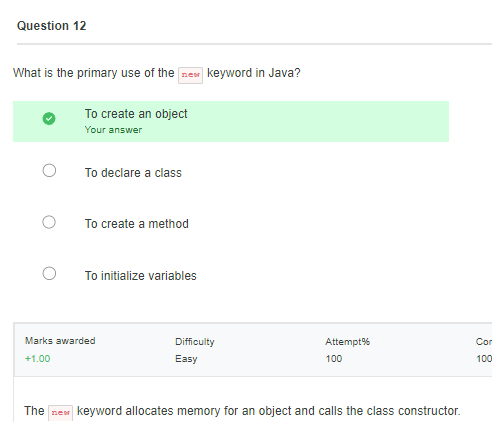 Question 12
What is the primary use of the new keyword in Java?
To create an object
Your answer
To declare a class
To create a method
To initialize variables
Marks awarded Difficulty Attempt% Cor
+1.00 Easy 100 100
The new keyword allocates memory for an object and calls the class constructor.